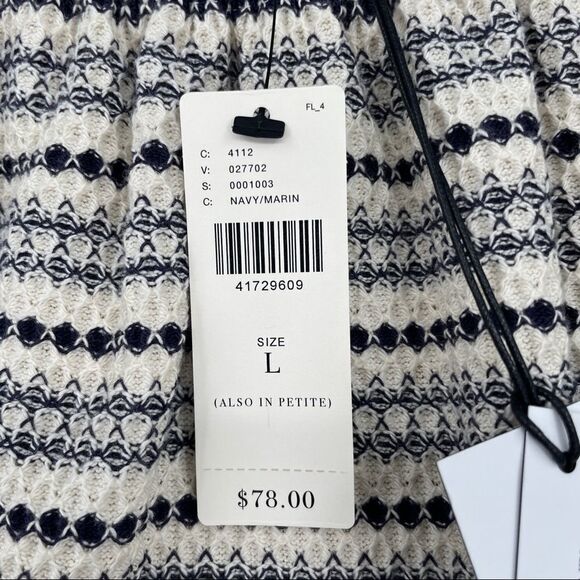 FL_4
C: 4112
V: 027702
S: 0001003
C: NAVY/MARIN
41729609
SIZE
L
(ALSO IN PETITE)
$78.00